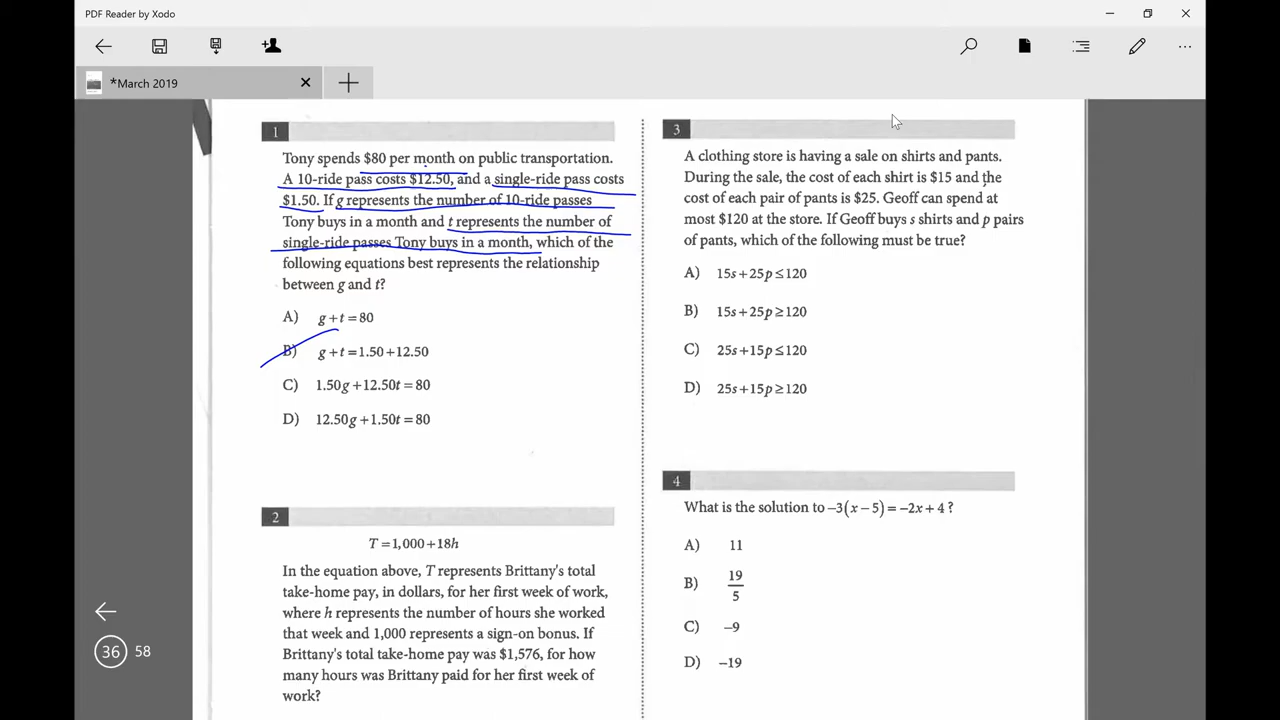 PDF Reader by Xodo
*March 2019
1
Tony spends $80 per month on public transportation.
A 10-ride pass costs $12.50, and a single-ride pass costs
$1.50. If g represents the number of 10-ride passes
Tony buys in a month and t represents the number of
single-ride passes Tony buys in a month, which of the
following equations best represents the relationship
between g and t?
A) g + t = 80
B) g + t = 1.50 + 12.50
C) 1.50g + 12.50t = 80
D) 12.50g + 1.50t = 80
2
T = 1,000 + 18h
In the equation above, T represents Brittany's total
take-home pay, in dollars, for her first week of work,
where h represents the number of hours she worked
that week and 1,000 represents a sign-on bonus. If
Brittany's total take-home pay was $1,576, for how
many hours was Brittany paid for her first week of
work?
3
A clothing store is having a sale on shirts and pants.
During the sale, the cost of each shirt is $15 and the
cost of each pair of pants is $25. Geoff can spend at
most $120 at the store. If Geoff buys s shirts and p pairs
of pants, which of the following must be true?
A) 15s + 25p ≤ 120
B) 15s + 25p ≥ 120
C) 25s + 15p ≤ 120
D) 25s + 15p ≥ 120
4
What is the solution to −3(x − 5) = −2x + 4 ?
A) 11
B) 19/5
C) −9
D) −19
36 58